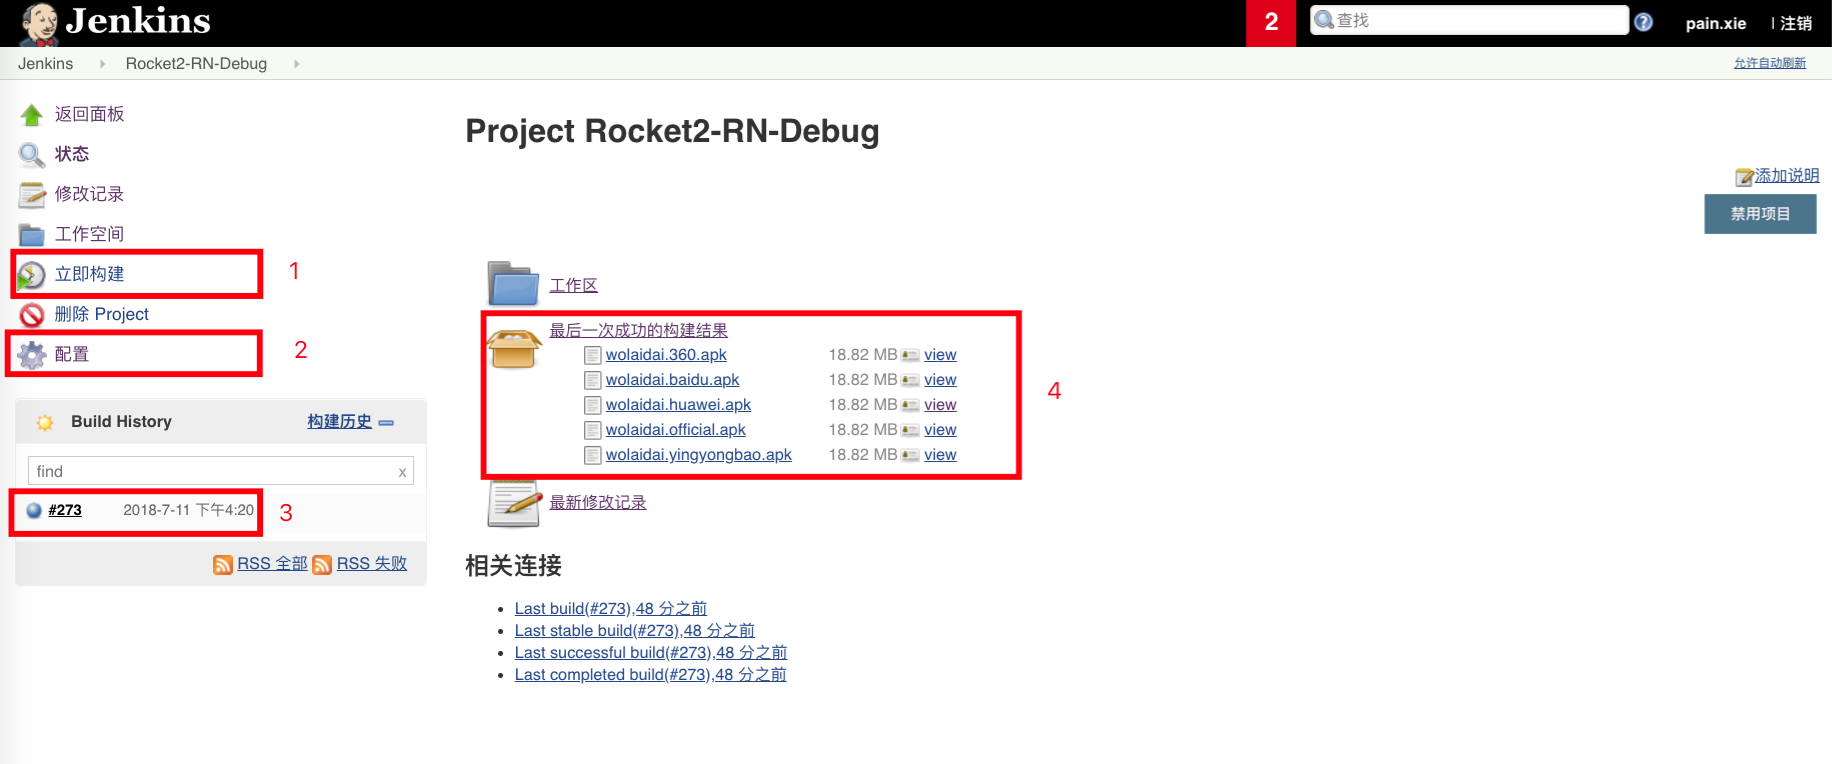 Jenkins
2
查找
pain.xie
| 注销
Jenkins
Rocket2-RN-Debug
允许自动刷新
返回面板
状态
修改记录
工作空间
立即构建
1
删除 Project
配置
2
Build History
构建历史
find
x
#273
2018-7-11 下午4:20
3
RSS 全部
RSS 失败
Project Rocket2-RN-Debug
添加说明
禁用项目
工作区
最后一次成功的构建结果
wolaidai.360.apk 18.82 MB view
wolaidai.baidu.apk 18.82 MB view
wolaidai.huawei.apk 18.82 MB view
wolaidai.official.apk 18.82 MB view
wolaidai.yingyongbao.apk 18.82 MB view
4
最新修改记录
相关连接
• Last build(#273),48 分之前
• Last stable build(#273),48 分之前
• Last successful build(#273),48 分之前
• Last completed build(#273),48 分之前